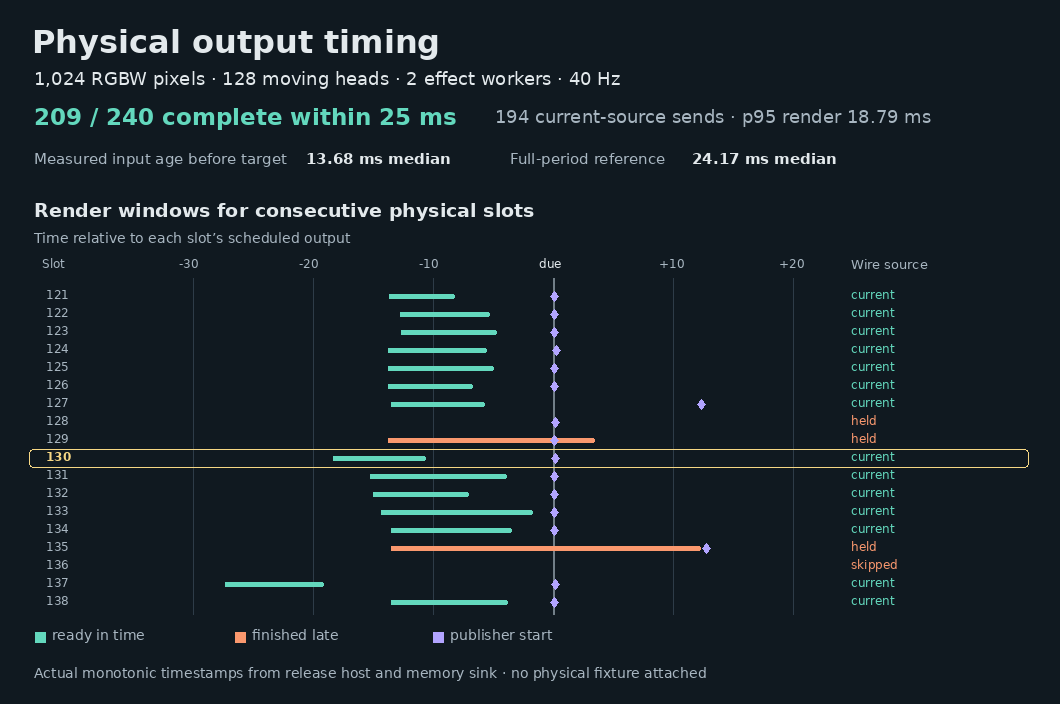 Physical output timing
1,024 RGBW pixels · 128 moving heads · 2 effect workers · 40 Hz
209 / 240 complete within 25 ms 194 current-source sends · p95 render 18.79 ms
Measured input age before target 13.68 ms median Full-period reference 24.17 ms median
Render windows for consecutive physical slots
Time relative to each slot’s scheduled output
Slot -30 -20 -10 due +10 +20 Wire source
121 current
122 current
123 current
124 current
125 current
126 current
127 current
128 held
129 held
130 current
131 current
132 current
133 current
134 current
135 held
136 skipped
137 current
138 current
ready in time finished late publisher start
Actual monotonic timestamps from release host and memory sink · no physical fixture attached